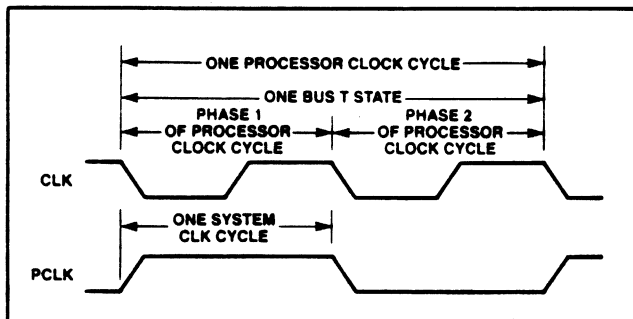 ONE PROCESSOR CLOCK CYCLE
ONE BUS T STATE
PHASE 1
OF PROCESSOR
CLOCK CYCLE
PHASE 2
OF PROCESSOR
CLOCK CYCLE
CLK
ONE SYSTEM
CLK CYCLE
PCLK